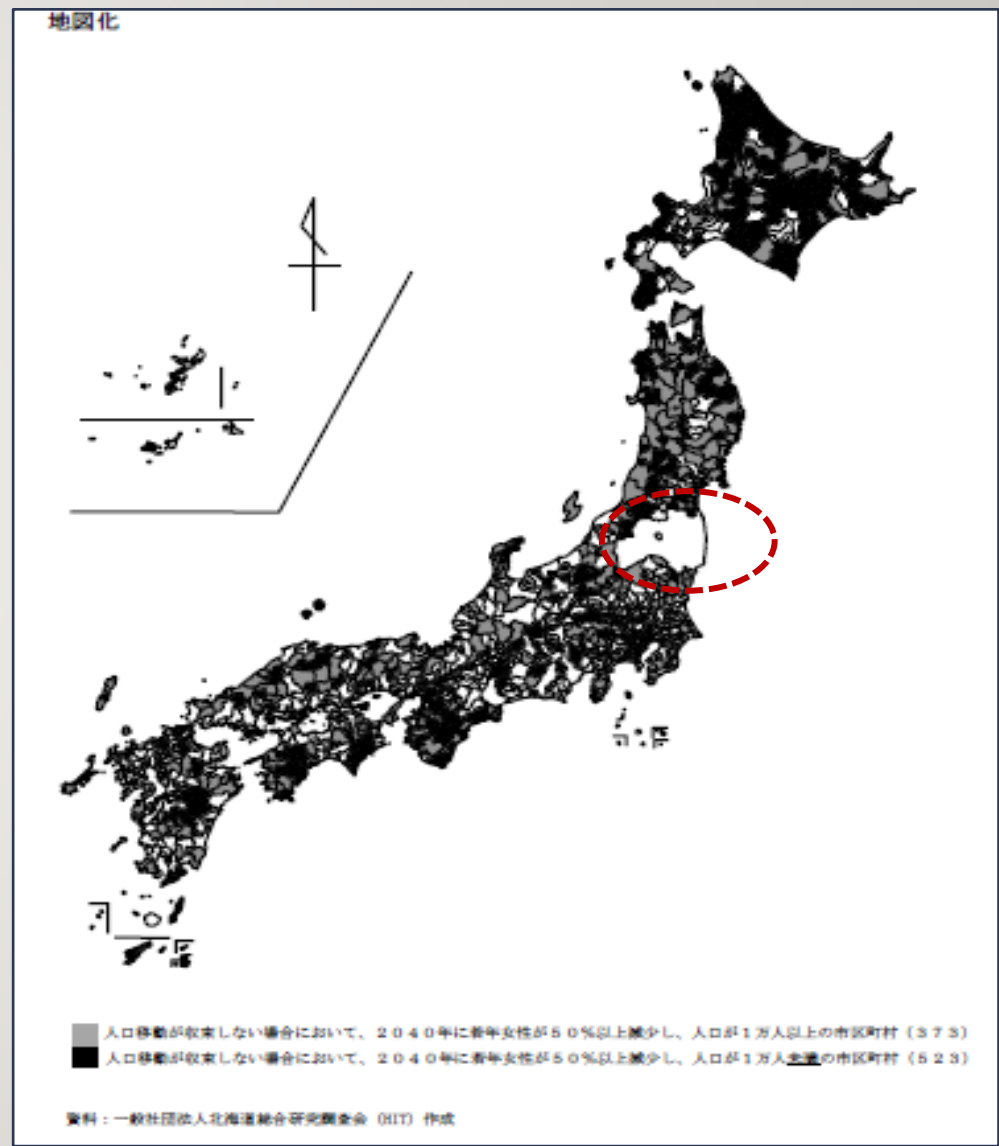 地図化
人口移動が収束しない場合において、2040年に若年女性が50%以上減少し、人口が1万人以上の市区町村(373)
人口移動が収束しない場合において、2040年に若年女性が50%以上減少し、人口が1万人未満の市区町村(523)
資料:一般社団法人北海道総合研究調査会(HIT)作成